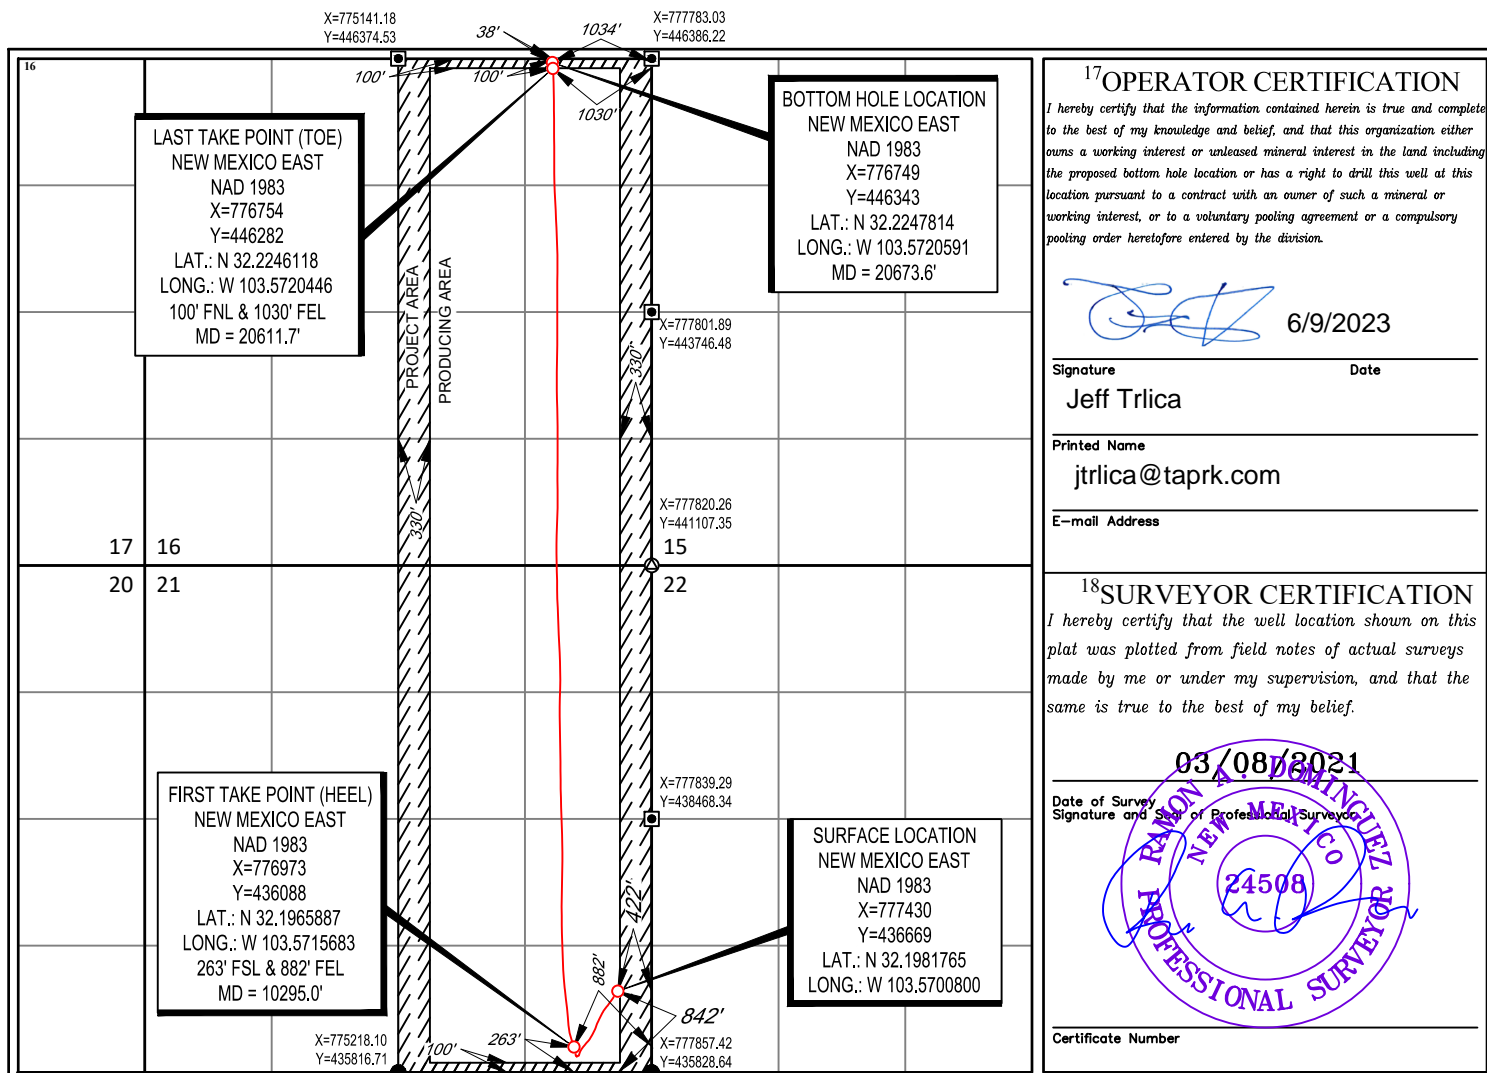 X=775141.18
Y=446374.53
38'
1034'
X=777783.03
Y=446386.22
16
100'
100'
1030'
LAST TAKE POINT (TOE)
NEW MEXICO EAST
NAD 1983
X=776754
Y=446282
LAT.: N 32.2246118
LONG.: W 103.5720446
100' FNL & 1030' FEL
MD = 20611.7'
BOTTOM HOLE LOCATION
NEW MEXICO EAST
NAD 1983
X=776749
Y=446343
LAT.: N 32.2247814
LONG.: W 103.5720591
MD = 20673.6'
PROJECT AREA
PRODUCING AREA
X=777801.89
Y=443746.48
330'
330'
X=777820.26
Y=441107.35
17 16
15
20 21
22
X=777839.29
Y=438468.34
FIRST TAKE POINT (HEEL)
NEW MEXICO EAST
NAD 1983
X=776973
Y=436088
LAT.: N 32.1965887
LONG.: W 103.5715683
263' FSL & 882' FEL
MD = 10295.0'
SURFACE LOCATION
NEW MEXICO EAST
NAD 1983
X=777430
Y=436669
LAT.: N 32.1981765
LONG.: W 103.5700800
422'
882'
842'
263'
100'
X=775218.10
Y=435816.71
X=777857.42
Y=435828.64
17 OPERATOR CERTIFICATION
I hereby certify that the information contained herein is true and complete
to the best of my knowledge and belief, and that this organization either
owns a working interest or unleased mineral interest in the land including
the proposed bottom hole location or has a right to drill this well at this
location pursuant to a contract with an owner of such a mineral or
working interest, or to a voluntary pooling agreement or a compulsory
pooling order heretofore entered by the division.
6/9/2023
Signature Date
Jeff Trlica
Printed Name
jtrlica@taprk.com
E-mail Address
18 SURVEYOR CERTIFICATION
I hereby certify that the well location shown on this
plat was plotted from field notes of actual surveys
made by me or under my supervision, and that the
same is true to the best of my belief.
03/08/2021
Date of Survey
Signature and Seal of Professional Surveyor
RAMON A. DOMINGUEZ
NEW MEXICO
24508
PROFESSIONAL SURVEYOR
Certificate Number